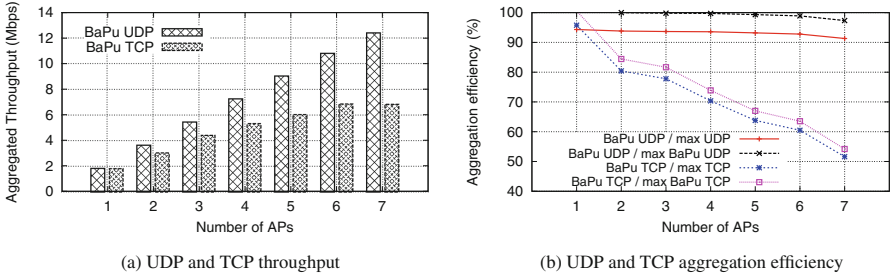 Aggregated Throughput (Mbps)
14
12
10
8
6
4
2
0
BaPu UDP
BaPu TCP
1 2 3 4 5 6 7
Number of APs
(a) UDP and TCP throughput
Aggregation efficiency (%)
100
90
80
70
60
50
40
BaPu UDP / max UDP
BaPu UDP / max BaPu UDP
BaPu TCP / max TCP
BaPu TCP / max BaPu TCP
1 2 3 4 5 6 7
Number of APs
(b) UDP and TCP aggregation efficiency